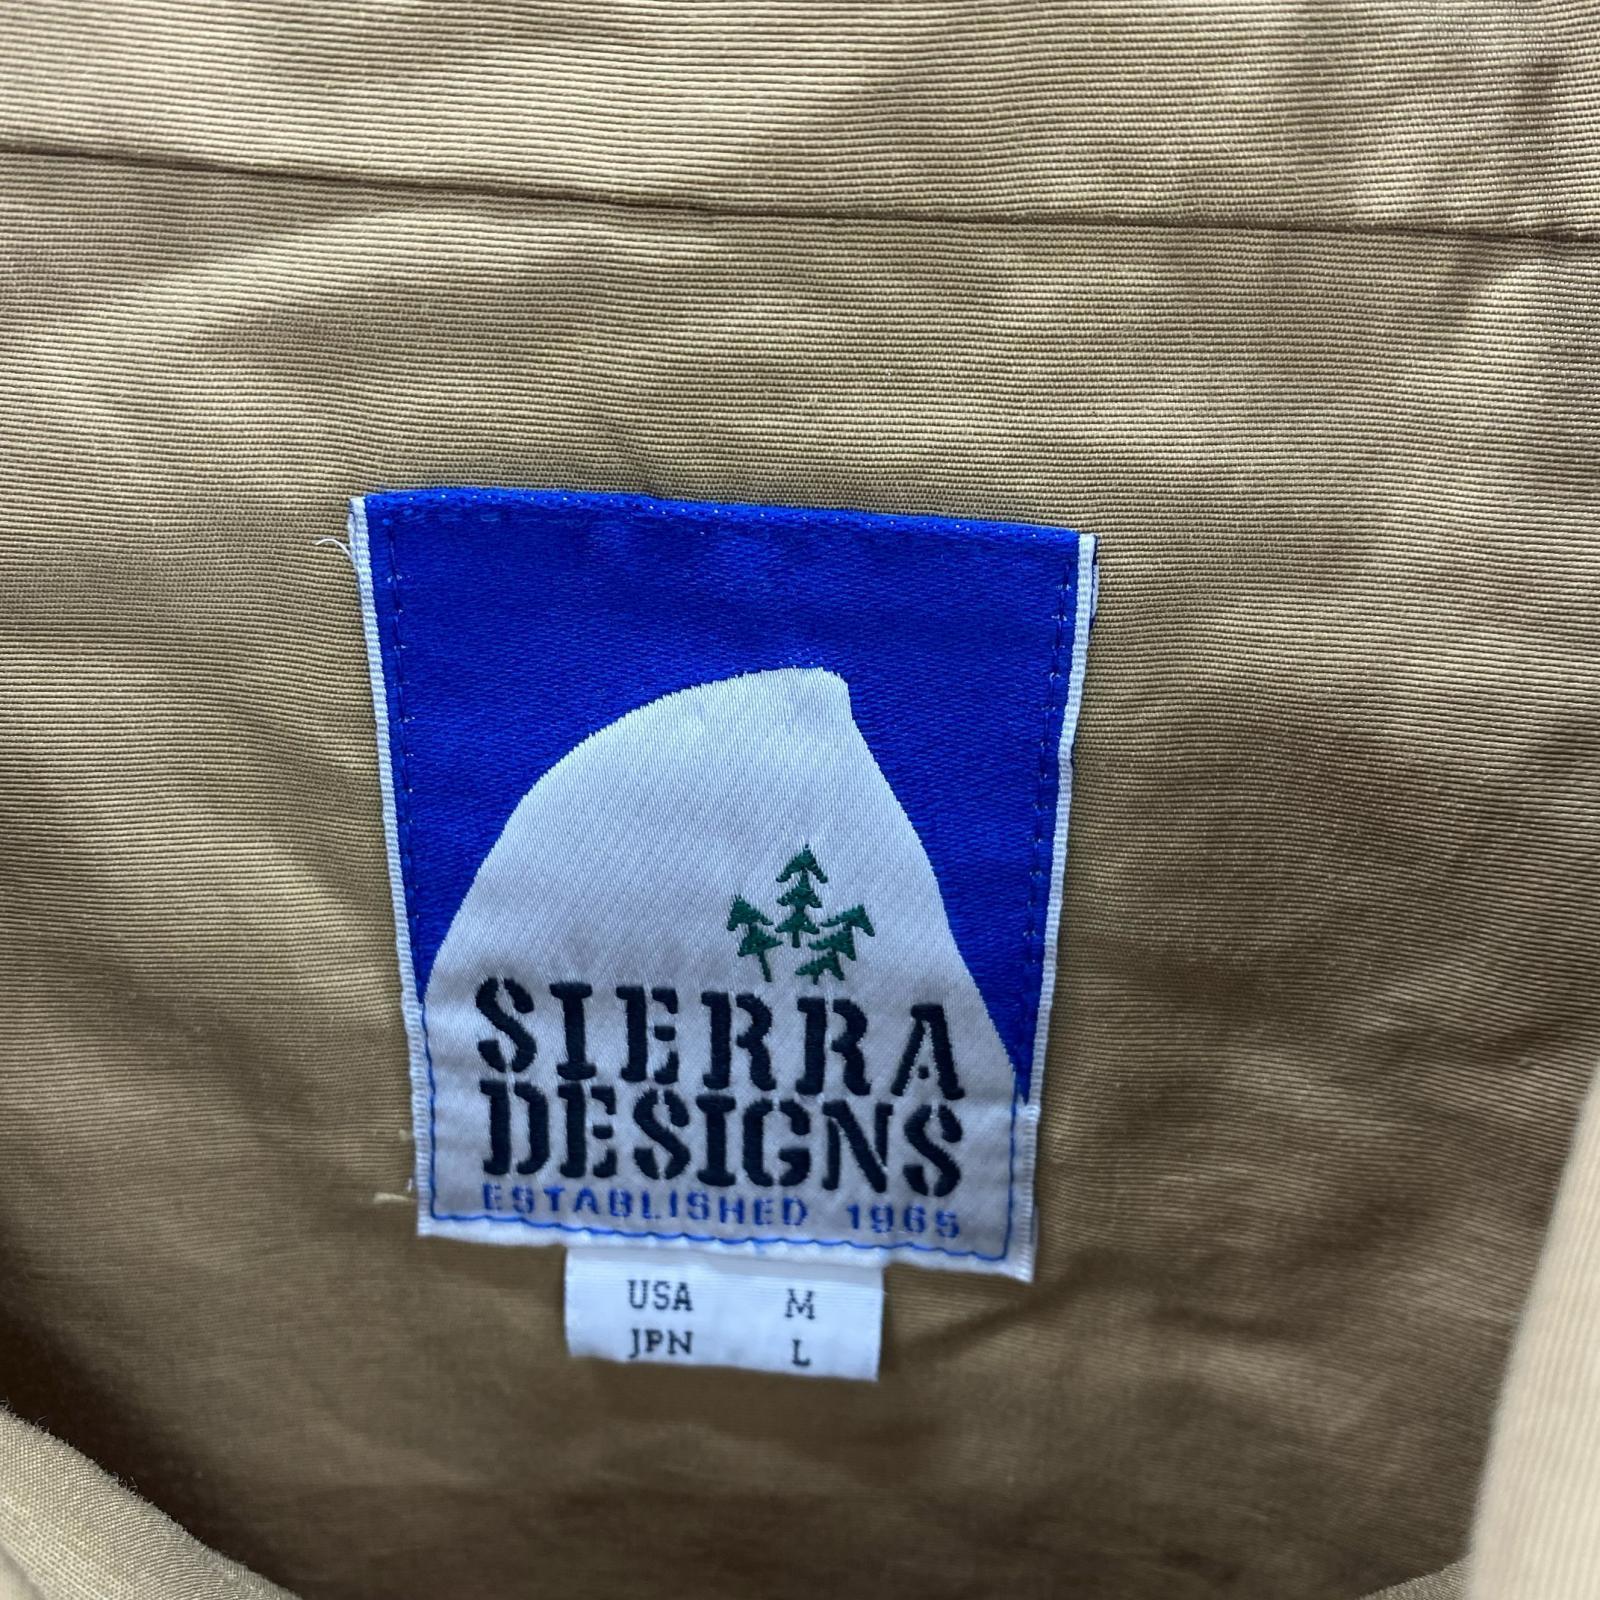 SIERRA
DESIGNS
ESTABLISHED 1965
USA M
JPN L